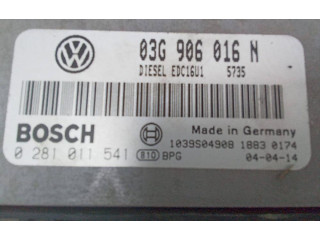 03G 906 016 N
DIESEL EDC16U1 5735
BOSCH
Made in Germany
1039S04908 1883 0174
0 281 011 541 810 BPG 04-04-14